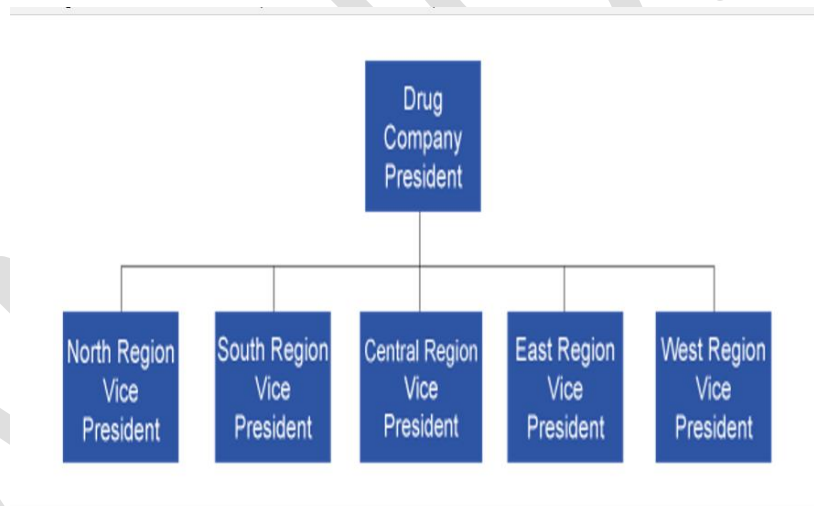 Drug
Company
President
North Region
Vice
President
South Region
Vice
President
Central Region
Vice
President
East Region
Vice
President
West Region
Vice
President